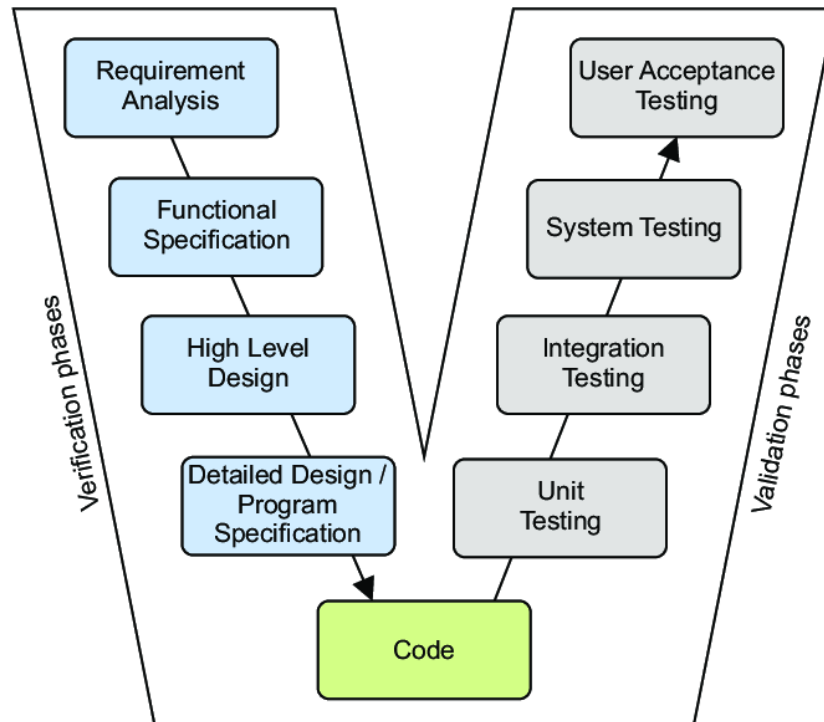 Requirement
Analysis
Functional
Specification
High Level
Design
Detailed Design /
Program
Specification
Verification phases
Code
User Acceptance
Testing
System Testing
Integration
Testing
Unit
Testing
Validation phases